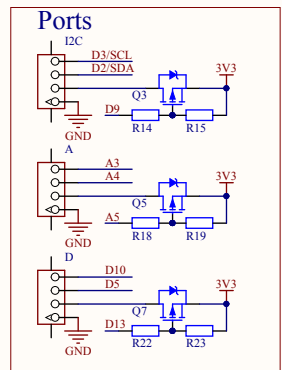 Ports
I2C
D3/SCL
D2/SDA
3V3
Q3
D9
R14
R15
GND
A
A3
A4
3V3
Q5
A5
R18
R19
GND
D
D10
D5
3V3
Q7
D13
R22
R23
GND